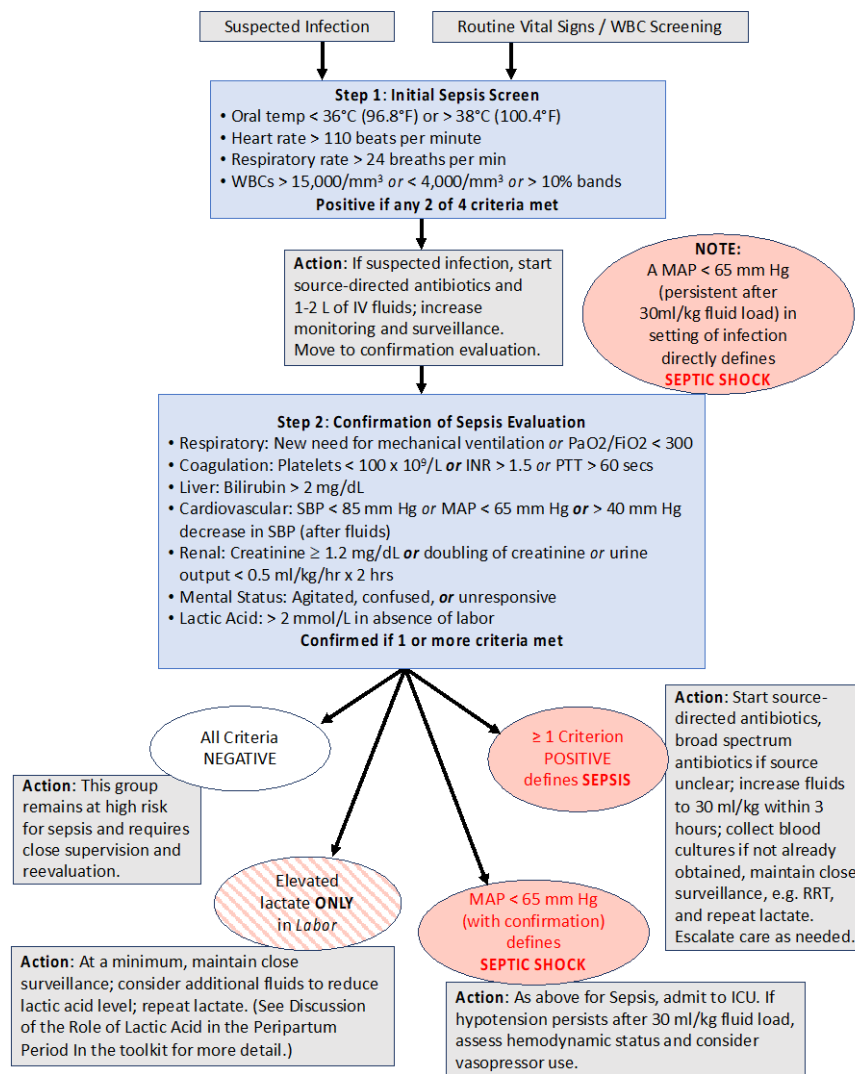 Suspected Infection
Routine Vital Signs / WBC Screening
Step 1: Initial Sepsis Screen
• Oral temp < 36°C (96.8°F) or > 38°C (100.4°F)
• Heart rate > 110 beats per minute
• Respiratory rate > 24 breaths per min
• WBCs > 15,000/mm³ or < 4,000/mm³ or > 10% bands
Positive if any 2 of 4 criteria met
Action: If suspected infection, start
source-directed antibiotics and
1-2 L of IV fluids; increase
monitoring and surveillance.
Move to confirmation evaluation.
NOTE:
A MAP < 65 mm Hg
(persistent after
30ml/kg fluid load) in
setting of infection
directly defines
SEPTIC SHOCK
Step 2: Confirmation of Sepsis Evaluation
• Respiratory: New need for mechanical ventilation or PaO2/FiO2 < 300
• Coagulation: Platelets < 100 x 10⁹/L or INR > 1.5 or PTT > 60 secs
• Liver: Bilirubin > 2 mg/dL
• Cardiovascular: SBP < 85 mm Hg or MAP < 65 mm Hg or > 40 mm Hg
decrease in SBP (after fluids)
• Renal: Creatinine ≥ 1.2 mg/dL or doubling of creatinine or urine
output < 0.5 ml/kg/hr x 2 hrs
• Mental Status: Agitated, confused, or unresponsive
• Lactic Acid: > 2 mmol/L in absence of labor
Confirmed if 1 or more criteria met
All Criteria
NEGATIVE
Action: This group
remains at high risk
for sepsis and requires
close supervision and
reevaluation.
≥ 1 Criterion
POSITIVE
defines SEPSIS
Action: Start source-
directed antibiotics,
broad spectrum
antibiotics if source
unclear; increase fluids
to 30 ml/kg within 3
hours; collect blood
cultures if not already
obtained, maintain close
surveillance, e.g. RRT,
and repeat lactate.
Escalate care as needed.
Elevated
lactate ONLY
in Labor
Action: At a minimum, maintain close
surveillance; consider additional fluids to reduce
lactic acid level; repeat lactate. (See Discussion
of the Role of Lactic Acid in the Peripartum
Period In the toolkit for more detail.)
MAP < 65 mm Hg
(with confirmation)
defines
SEPTIC SHOCK
Action: As above for Sepsis, admit to ICU. If
hypotension persists after 30 ml/kg fluid load,
assess hemodynamic status and consider
vasopressor use.